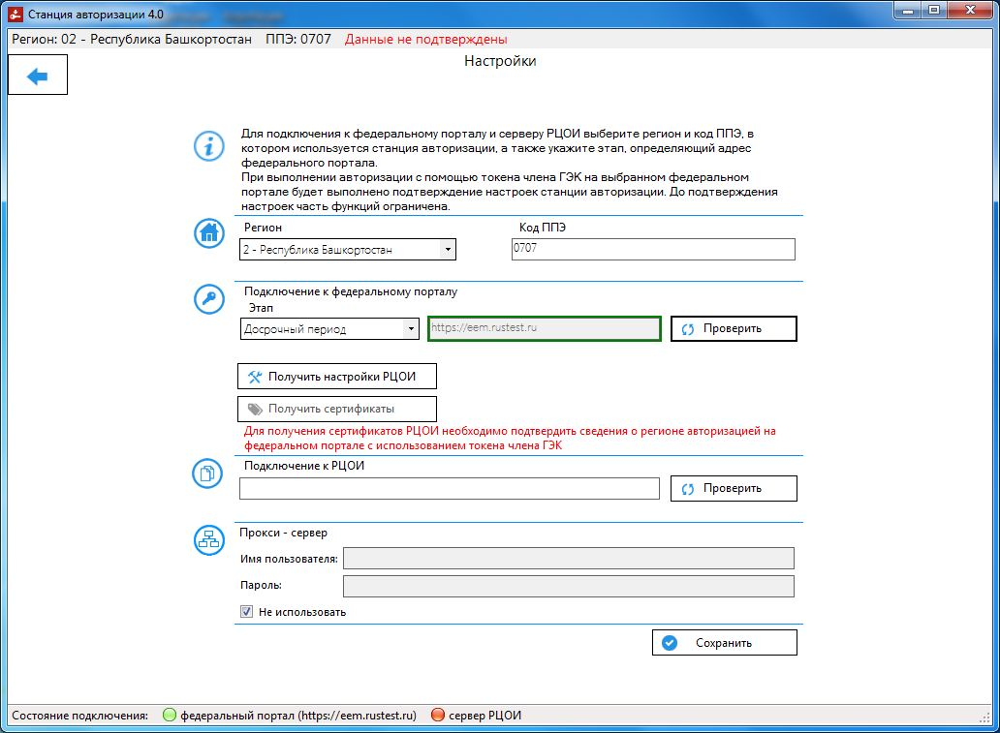 Станция авторизации 4.0
Регион: 02 - Республика Башкортостан ППЭ: 0707 Данные не подтверждены
Настройки
Для подключения к федеральному порталу и серверу РЦОИ выберите регион и код ППЭ, в
котором используется станция авторизации, а также укажите этап, определяющий адрес
федерального портала.
При выполнении авторизации с помощью токена члена ГЭК на выбранном федеральном
портале будет выполнено подтверждение настроек станции авторизации. До подтверждения
настроек часть функций ограничена.
Регион Код ППЭ
2 - Республика Башкортостан 0707
Подключение к федеральному порталу
Этап
Досрочный период https://eem.rustest.ru Проверить
Получить настройки РЦОИ
Получить сертификаты
Для получения сертификатов РЦОИ необходимо подтвердить сведения о регионе авторизацией на
федеральном портале с использованием токена члена ГЭК
Подключение к РЦОИ
Проверить
Прокси - сервер
Имя пользователя:
Пароль:
Не использовать
Сохранить
Состояние подключения: федеральный портал (https://eem.rustest.ru) сервер РЦОИ